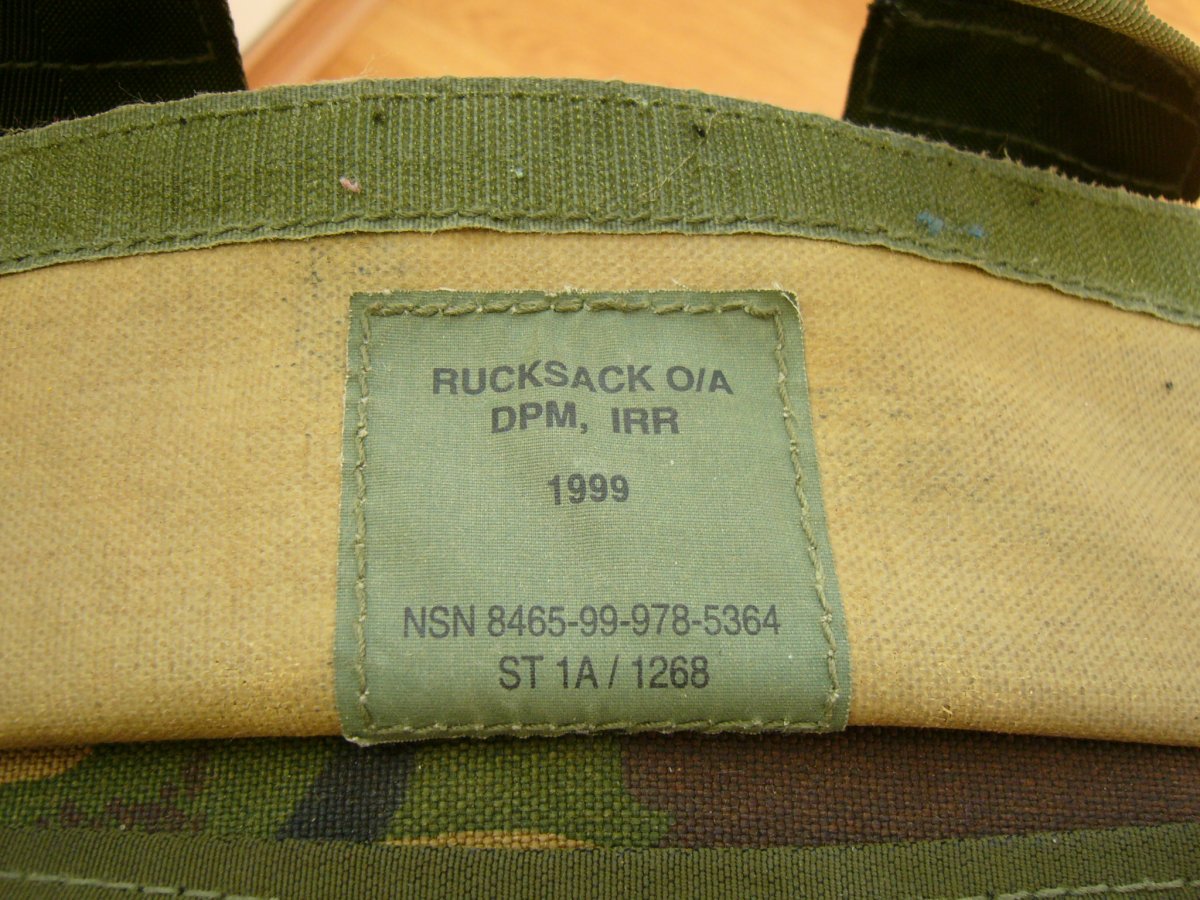 RUCKSACK O/A
DPM, IRR
1999
NSN 8465-99-978-5364
ST 1A / 1268